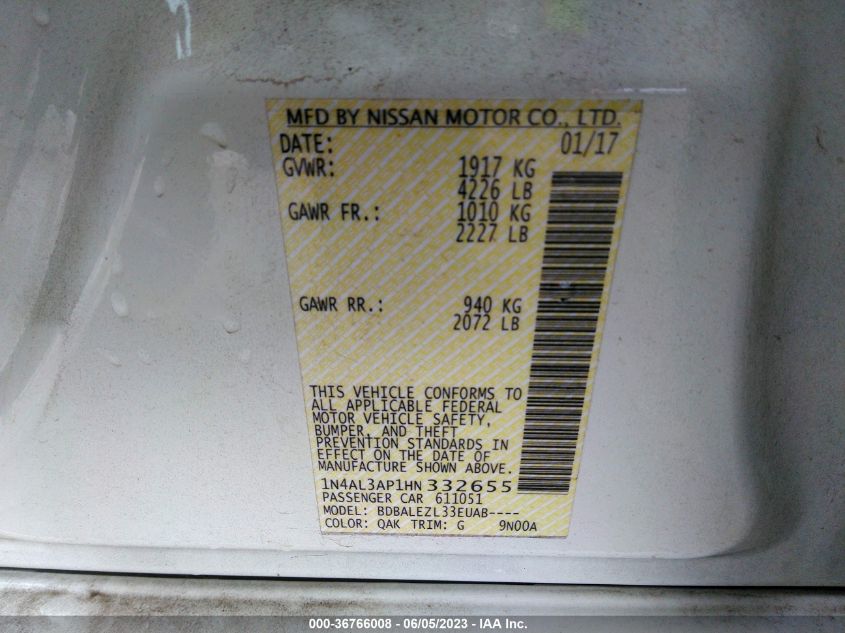 MFD BY NISSAN MOTOR CO., LTD.
DATE: 01/17
GVWR: 1917 KG
4226 LB
GAWR FR.: 1010 KG
2227 LB
GAWR RR.: 940 KG
2072 LB
THIS VEHICLE CONFORMS TO
ALL APPLICABLE FEDERAL
MOTOR VEHICLE SAFETY,
BUMPER, AND THEFT
PREVENTION STANDARDS IN
EFFECT ON THE DATE OF
MANUFACTURE SHOWN ABOVE.
1N4AL3AP1HN332655
PASSENGER CAR 611051
MODEL: BDBALEZL33EUAB----
COLOR: QAK TRIM: G 9N00A
000-36766008 - 06/05/2023 - IAA Inc.